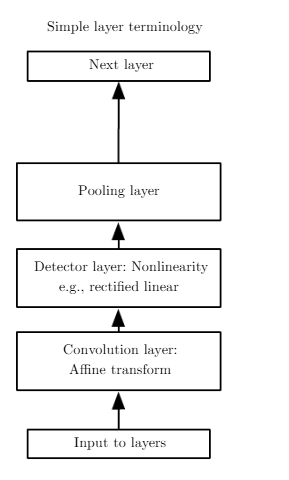 Simple layer terminology
Next layer
Pooling layer
Detector layer: Nonlinearity
e.g., rectified linear
Convolution layer:
Affine transform
Input to layers